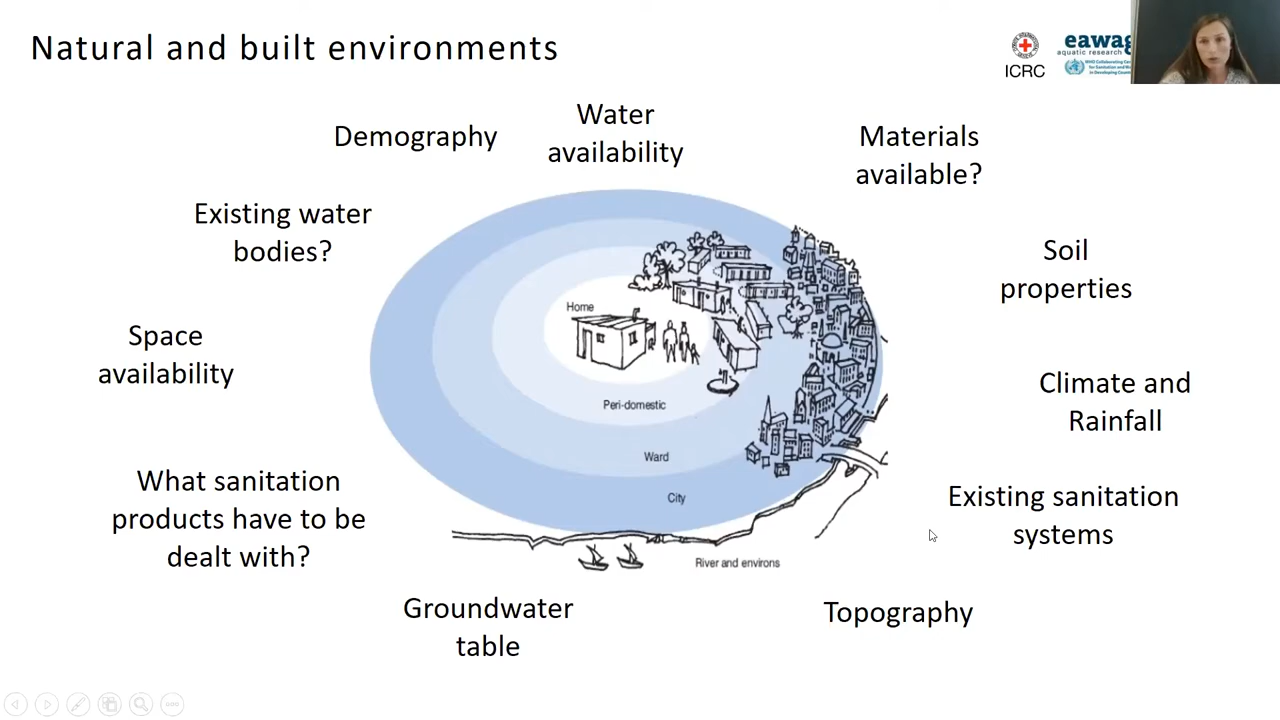 Natural and built environments
ICRC
eawag
aquatic research
Demography
Water
availability
Materials
available?
Existing water
bodies?
Soil
properties
Space
availability
Home
Climate and
Rainfall
Peri-domestic
Ward
City
What sanitation
products have to be
dealt with?
Existing sanitation
systems
River and environs
Groundwater
table
Topography